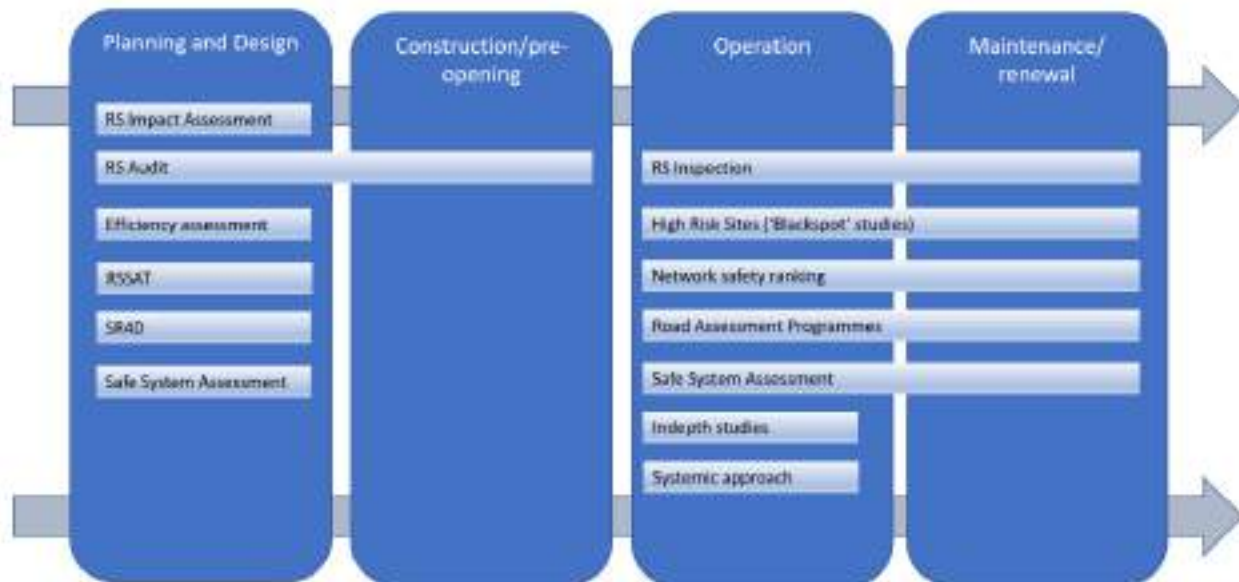 Planning and Design
Construction/pre-
opening
Operation
Maintenance/
renewal
RS Impact Assessment
RS Audit
RS Inspection
Efficiency assessment
High Risk Sites ('Blackspot' studies)
RSSAT
Network safety ranking
SR4D
Road Assessment Programmes
Safe System Assessment
Safe System Assessment
Indepth studies
Systemic approach